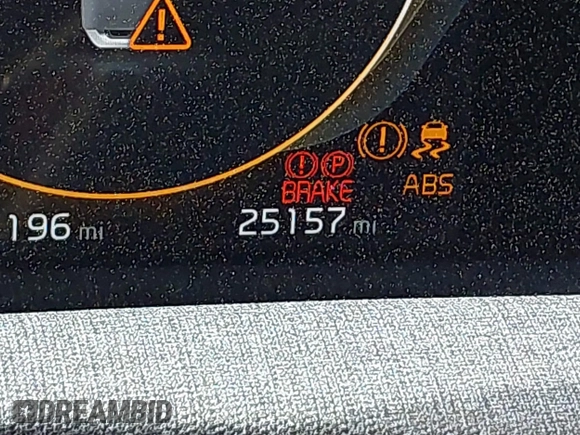 ! P
BRAKE
!
ABS
196 mi
25157 mi
DREAMBID